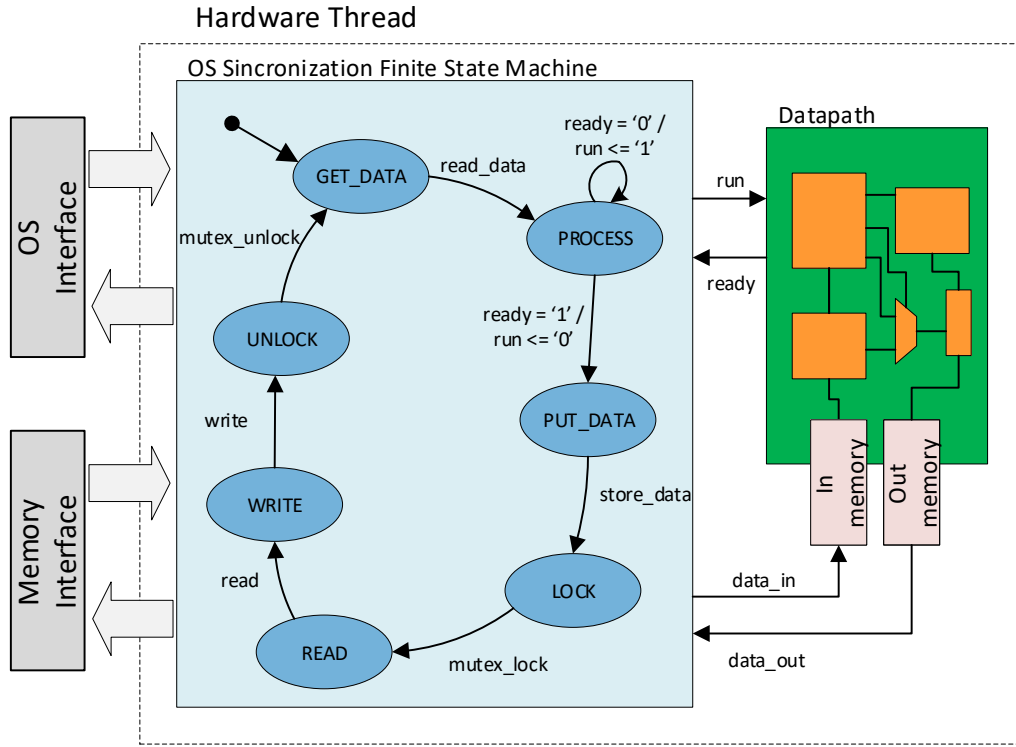 Hardware Thread
OS Sincronization Finite State Machine
OS
Interface
Memory
Interface
GET_DATA
read_data
ready = ‘0’ /
run <= ‘1’
PROCESS
ready = ‘1’ /
run <= ‘0’
PUT_DATA
store_data
LOCK
mutex_lock
READ
read
WRITE
write
UNLOCK
mutex_unlock
run
ready
Datapath
In
memory
Out
memory
data_in
data_out